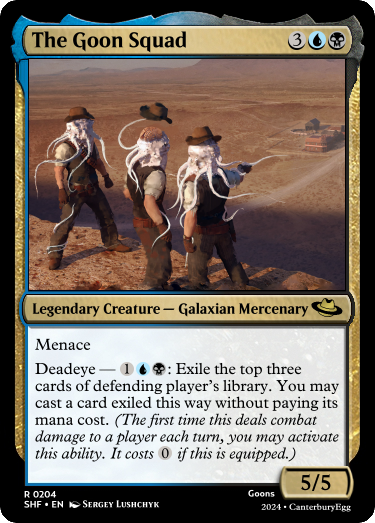 The Goon Squad 3
Legendary Creature — Galaxian Mercenary
Menace
Deadeye — 1: Exile the top three
cards of defending player's library. You may
cast a card exiled this way without paying its
mana cost. (The first time this deals combat
damage to a player each turn, you may activate
this ability. It costs 0 if this is equipped.)
5/5
R 0204
SHF • EN Sergey Lushchyk
Goons
2024 • CanterburyEgg